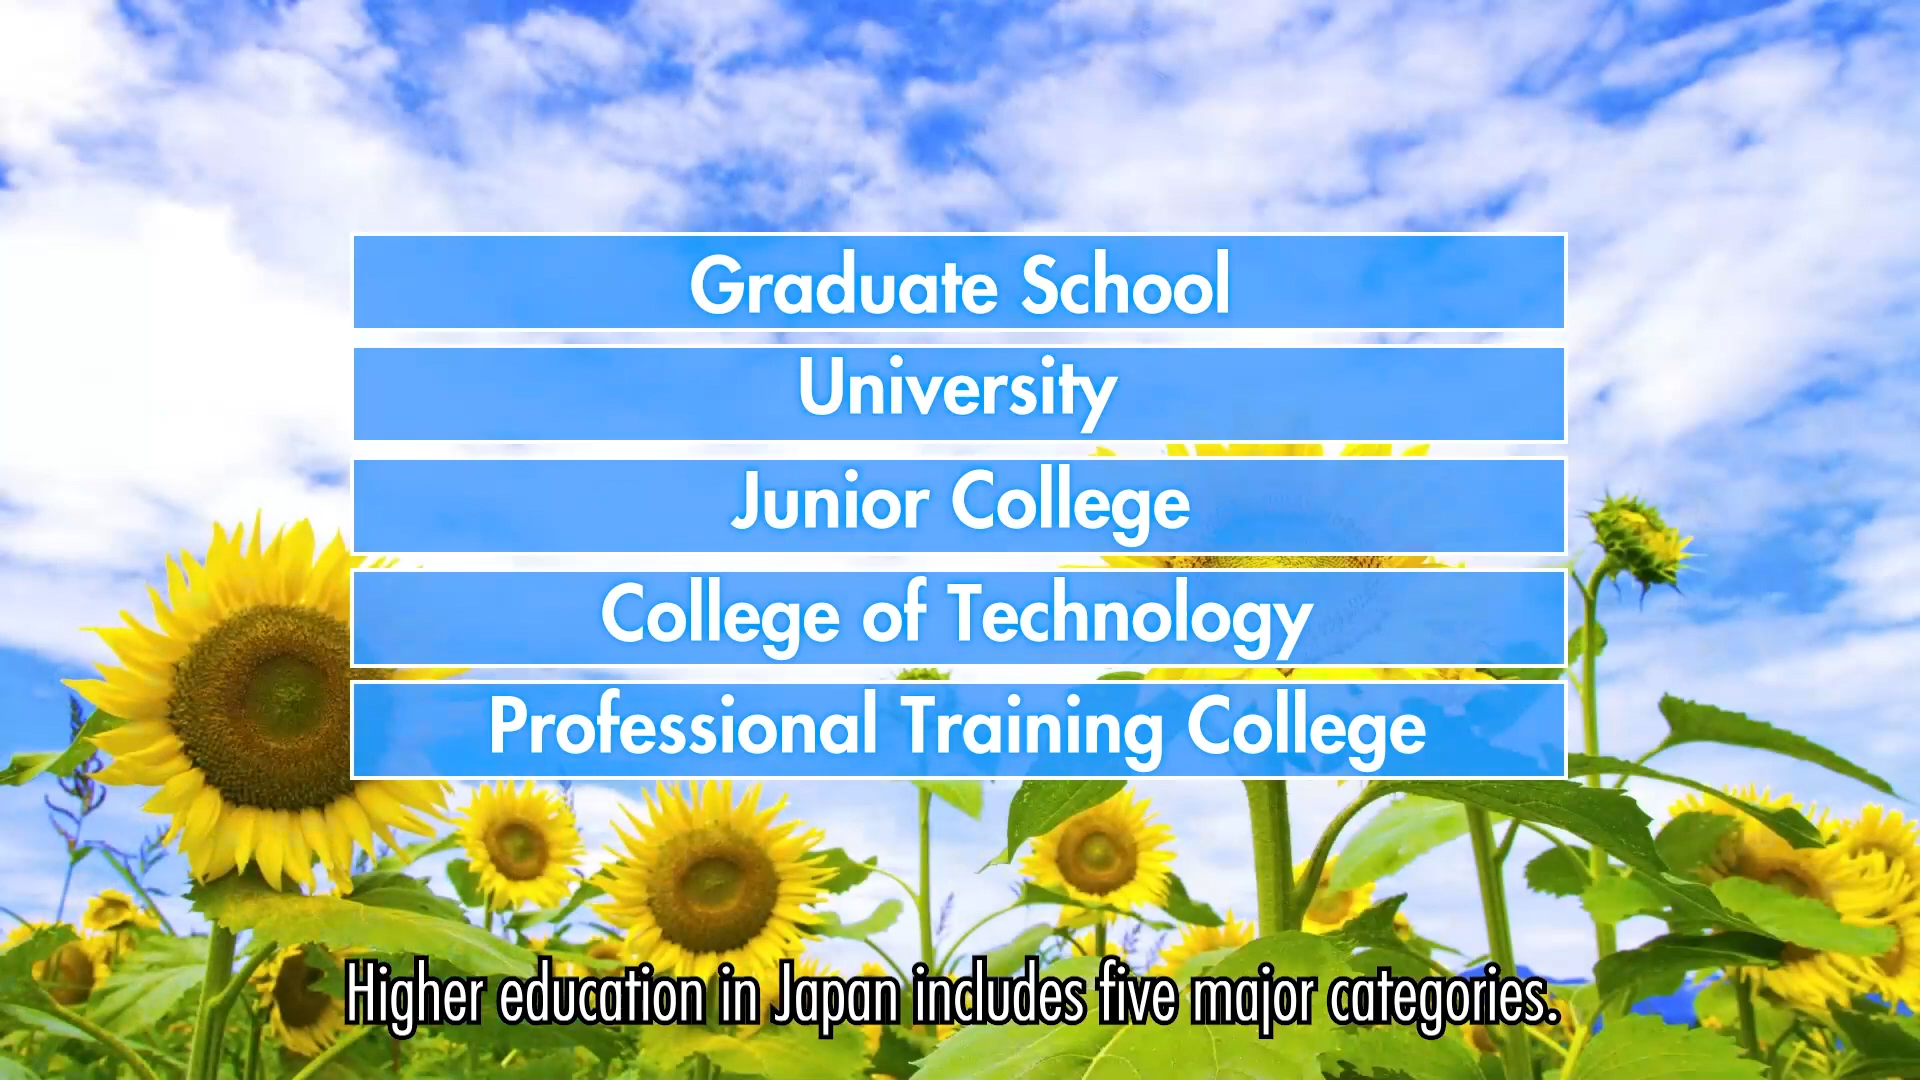 Graduate School
University
Junior College
College of Technology
Professional Training College
Higher education in Japan includes five major categories.